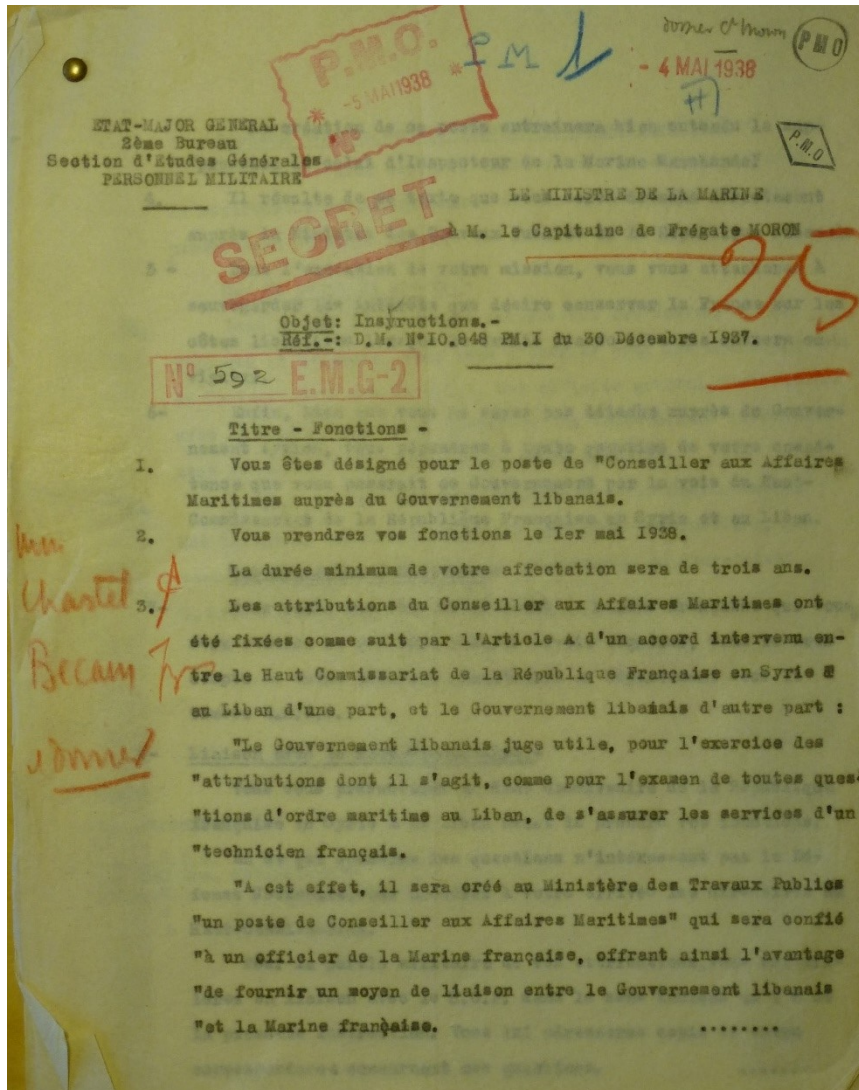 P.M.O.
-5 MAI 1938
Nº
PM 1
dossier Ct Moron
PMO
- 4 MAI 1938
P.M.O
ETAT-MAJOR GENERAL
2ème Bureau
Section d'Etudes Générales
PERSONNEL MILITAIRE
SECRET
LE MINISTRE DE LA MARINE
à M. le Capitaine de Frégate MORON
25
Objet: Insyructions.-
Réf.-: D.M. N°I0.848 PM.I du 30 Décembre 1937.
Nº 592 E.M.G-2
Titre - Fonctions -
I. Vous êtes désigné pour le poste de "Conseiller aux Affaires
Maritimes auprès du Gouvernement libanais.
2. Vous prendrez vos fonctions le Ier mai 1938.
La durée minimum de votre affectation sera de trois ans.
Chastel
3. Les attributions du Conseiller aux Affaires Maritimes ont
été fixées comme suit par l'Article A d'un accord intervenu en-
Becam
tre le Haut Commissariat de la République Française en Syrie &
au Liban d'une part, et le Gouvernement libanais d'autre part :
"Le Gouvernement libanais juge utile, pour l'exercice des
dossier
"attributions dont il s'agit, comme pour l'examen de toutes ques-
"tions d'ordre maritime au Liban, de s'assurer les services d'un
"technicien français.
"A cet effet, il sera créé au Ministère des Travaux Publics
"un poste de Conseiller aux Affaires Maritimes" qui sera confié
"à un officier de la Marine française, offrant ainsi l'avantage
"de fournir un moyen de liaison entre le Gouvernement libanais
"et la Marine française. ........